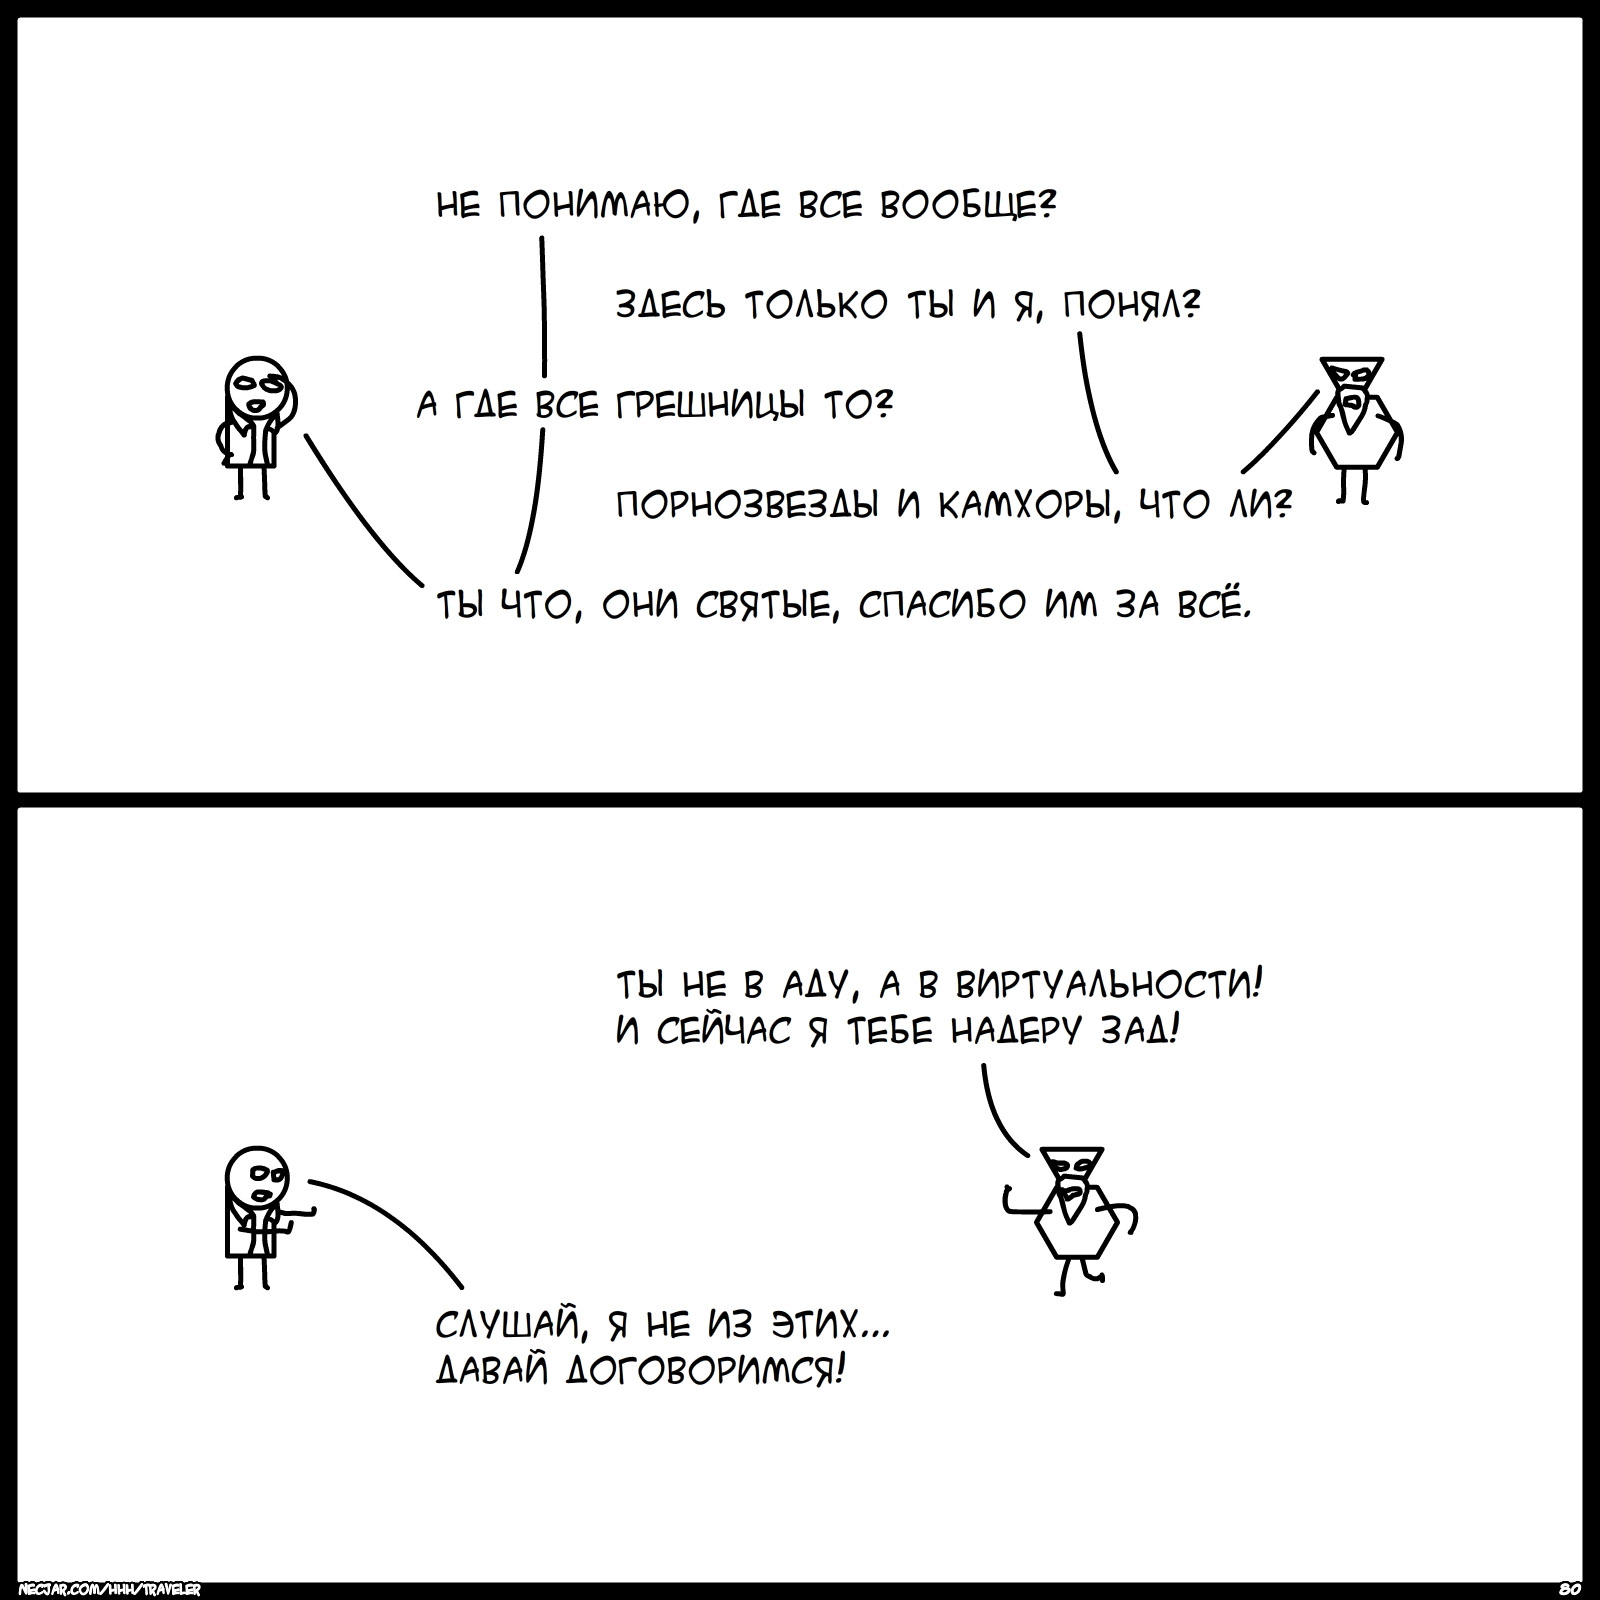 НЕ ПОНИМАЮ, ГДЕ ВСЕ ВООБЩЕ?
ЗДЕСЬ ТОЛЬКО ТЫ И Я, ПОНЯЛ?
А ГДЕ ВСЕ ГРЕШНИЦЫ ТО?
ПОРНОЗВЕЗДЫ И КАМХОРЫ, ЧТО ЛИ?
ТЫ ЧТО, ОНИ СВЯТЫЕ, СПАСИБО ИМ ЗА ВСЁ.
ТЫ НЕ В АДУ, А В ВИРТУАЛЬНОСТИ!
И СЕЙЧАС Я ТЕБЕ НАДЕРУ ЗАД!
СЛУШАЙ, Я НЕ ИЗ ЭТИХ...
ДАВАЙ ДОГОВОРИМСЯ!
NECJAR.COM/HHH/TRAVELER
80